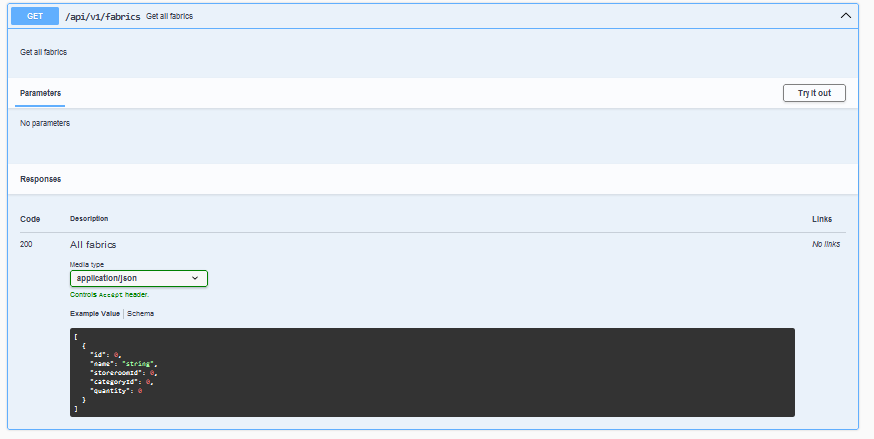 GET /api/v1/fabrics Get all fabrics
Get all fabrics
Parameters
Try it out
No parameters
Responses
Code Description Links
200 All fabrics No links
Media type
application/json
Controls Accept header.
Example Value Schema
[
{
"id": 0,
"name": "string",
"storeroomId": 0,
"categoryId": 0,
"quantity": 0
}
]